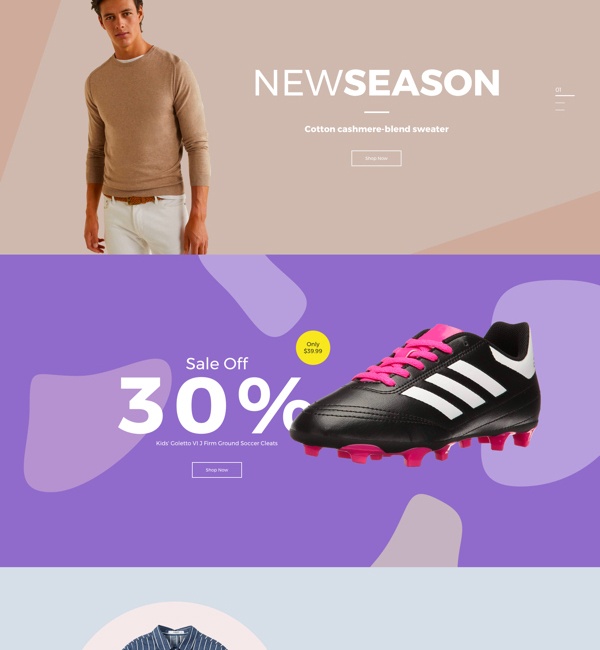 NEWSEASON
01
Cotton cashmere-blend sweater
Shop Now
Only
$39.99
Sale Off
30%
Kids' Goletto VI J Firm Ground Soccer Cleats
Shop Now